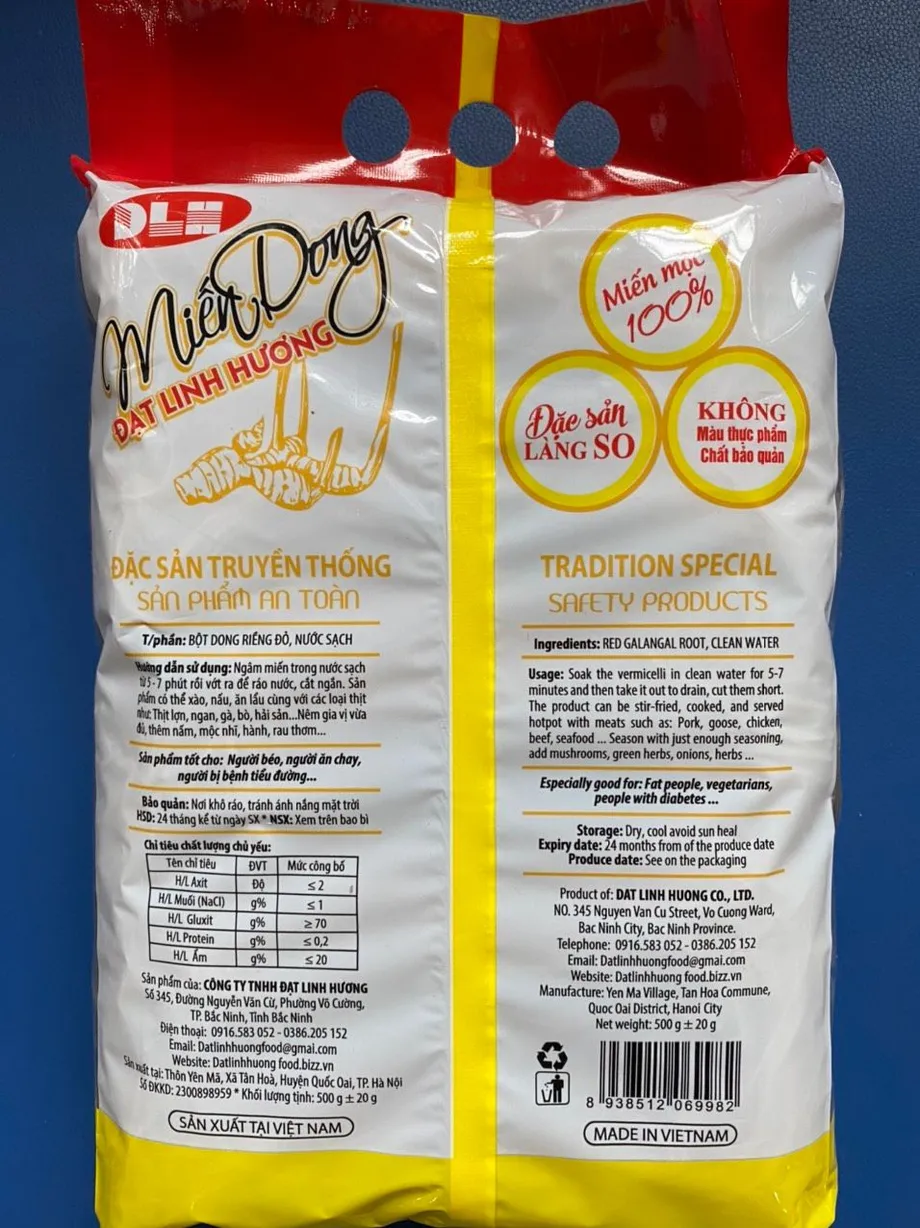 DLH
Miến Dong
ĐẠT LINH HƯƠNG
ĐẶC SẢN TRUYỀN THỐNG
SẢN PHẨM AN TOÀN
T/phần: BỘT DONG RIỀNG ĐỎ, NƯỚC SẠCH
Hướng dẫn sử dụng: Ngâm miến trong nước sạch
từ 5 - 7 phút rồi vớt ra để ráo nước, cắt ngắn. Sản
phẩm có thể xào, nấu, ăn lẩu cùng với các loại thịt
như: Thịt lợn, ngan, gà, bò, hải sản...Nêm gia vị vừa
đủ, thêm nấm, mộc nhĩ, hành, rau thơm...
Sản phẩm tốt cho: Người béo, người ăn chay,
người bị bệnh tiểu đường...
Bảo quản: Nơi khô ráo, tránh ánh nắng mặt trời
HSD: 24 tháng kể từ ngày SX * NSX: Xem trên bao bì
Chỉ tiêu chất lượng chủ yếu:
Tên chỉ tiêu ĐVT Mức công bố
H/L Axit Độ ≤ 2
H/L Muối (NaCl) g% ≤ 1
H/L Gluxit g% ≥ 70
H/L Protein g% ≤ 0,2
H/L Ẩm g% ≤ 20
Sản phẩm của: CÔNG TY TNHH ĐẠT LINH HƯƠNG
Số 345, Đường Nguyễn Văn Cừ, Phường Võ Cường,
TP. Bắc Ninh, Tỉnh Bắc Ninh
Điện thoại: 0916.583 052 - 0386.205 152
Email: Datlinhhuongfood@gmai.com
Website: Datlinhhuong food.bizz.vn
Sản xuất tại: Thôn Yên Mã, Xã Tân Hoà, Huyện Quốc Oai, TP. Hà Nội
Số ĐKKD: 2300898959 * Khối lượng tịnh: 500 g ± 20 g
SẢN XUẤT TẠI VIỆT NAM
Miến mộc
100%
Đặc sản
LÀNG SO
KHÔNG
Màu thực phẩm
Chất bảo quản
TRADITION SPECIAL
SAFETY PRODUCTS
Ingredients: RED GALANGAL ROOT, CLEAN WATER
Usage: Soak the vermicelli in clean water for 5-7
minutes and then take it out to drain, cut them short.
The product can be stir-fried, cooked, and served
hotpot with meats such as: Pork, goose, chicken,
beef, seafood ... Season with just enough seasoning,
add mushrooms, green herbs, onions, herbs ...
Especially good for: Fat people, vegetarians,
people with diabetes ...
Storage: Dry, cool avoid sun heal
Expiry date: 24 months from of the produce date
Produce date: See on the packaging
Product of: DAT LINH HUONG CO., LTD.
NO. 345 Nguyen Van Cu Street, Vo Cuong Ward,
Bac Ninh City, Bac Ninh Province.
Telephone: 0916.583 052 - 0386.205 152
Email: Datlinhhuongfood@gmai.com
Website: Datlinhhuong food.bizz.vn
Manufacture: Yen Ma Village, Tan Hoa Commune,
Quoc Oai District, Hanoi City
Net weight: 500 g ± 20 g
8 938512 069982
MADE IN VIETNAM